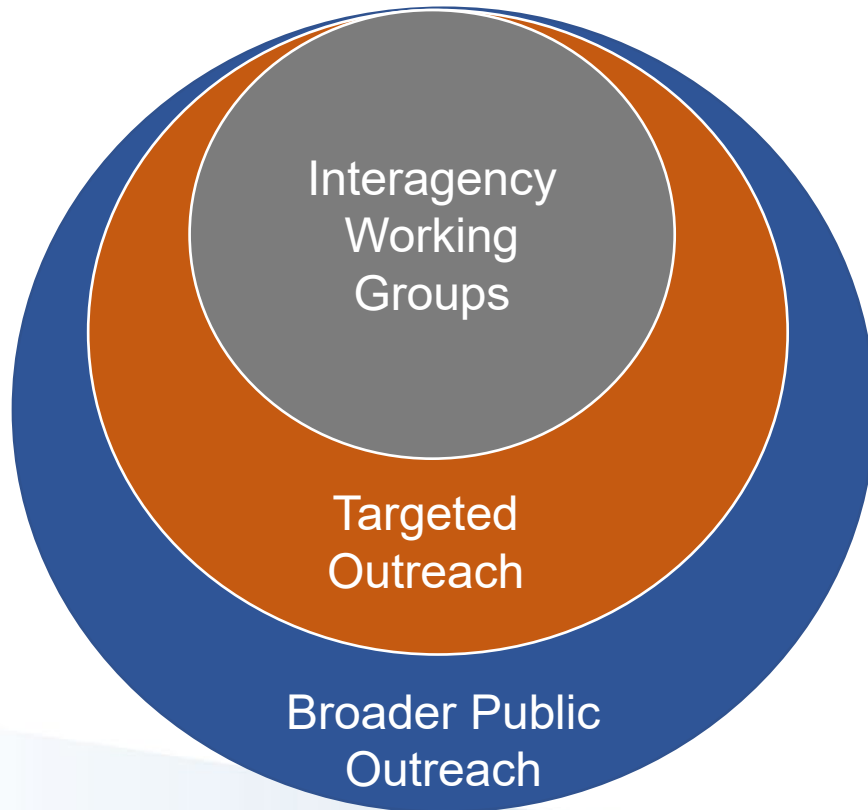 Interagency
Working
Groups
Targeted
Outreach
Broader Public
Outreach